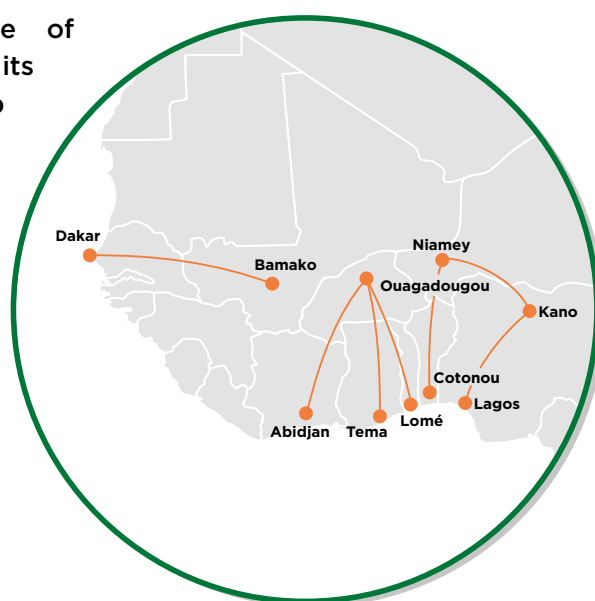 e of
its
Dakar
Niamey
Bamako
Ouagadougou
Kano
Cotonou
Lagos
Lomé
Abidjan Tema